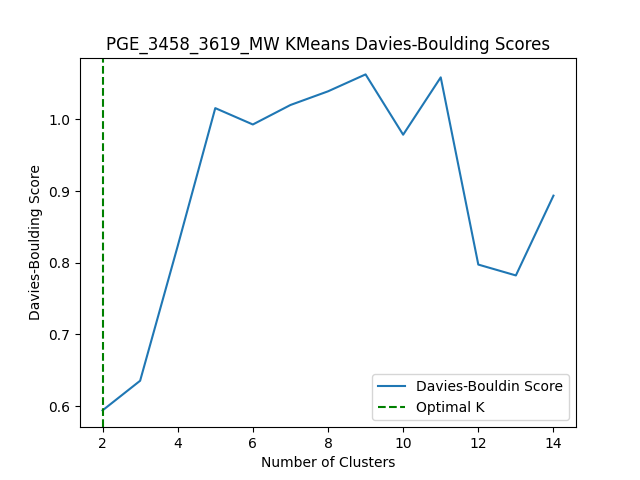 PGE_3458_3619_MW KMeans Davies-Boulding Scores
Davies-Boulding Score
1.0
0.9
0.8
0.7
0.6
Davies-Bouldin Score
Optimal K
2 4 6 8 10 12 14
Number of Clusters